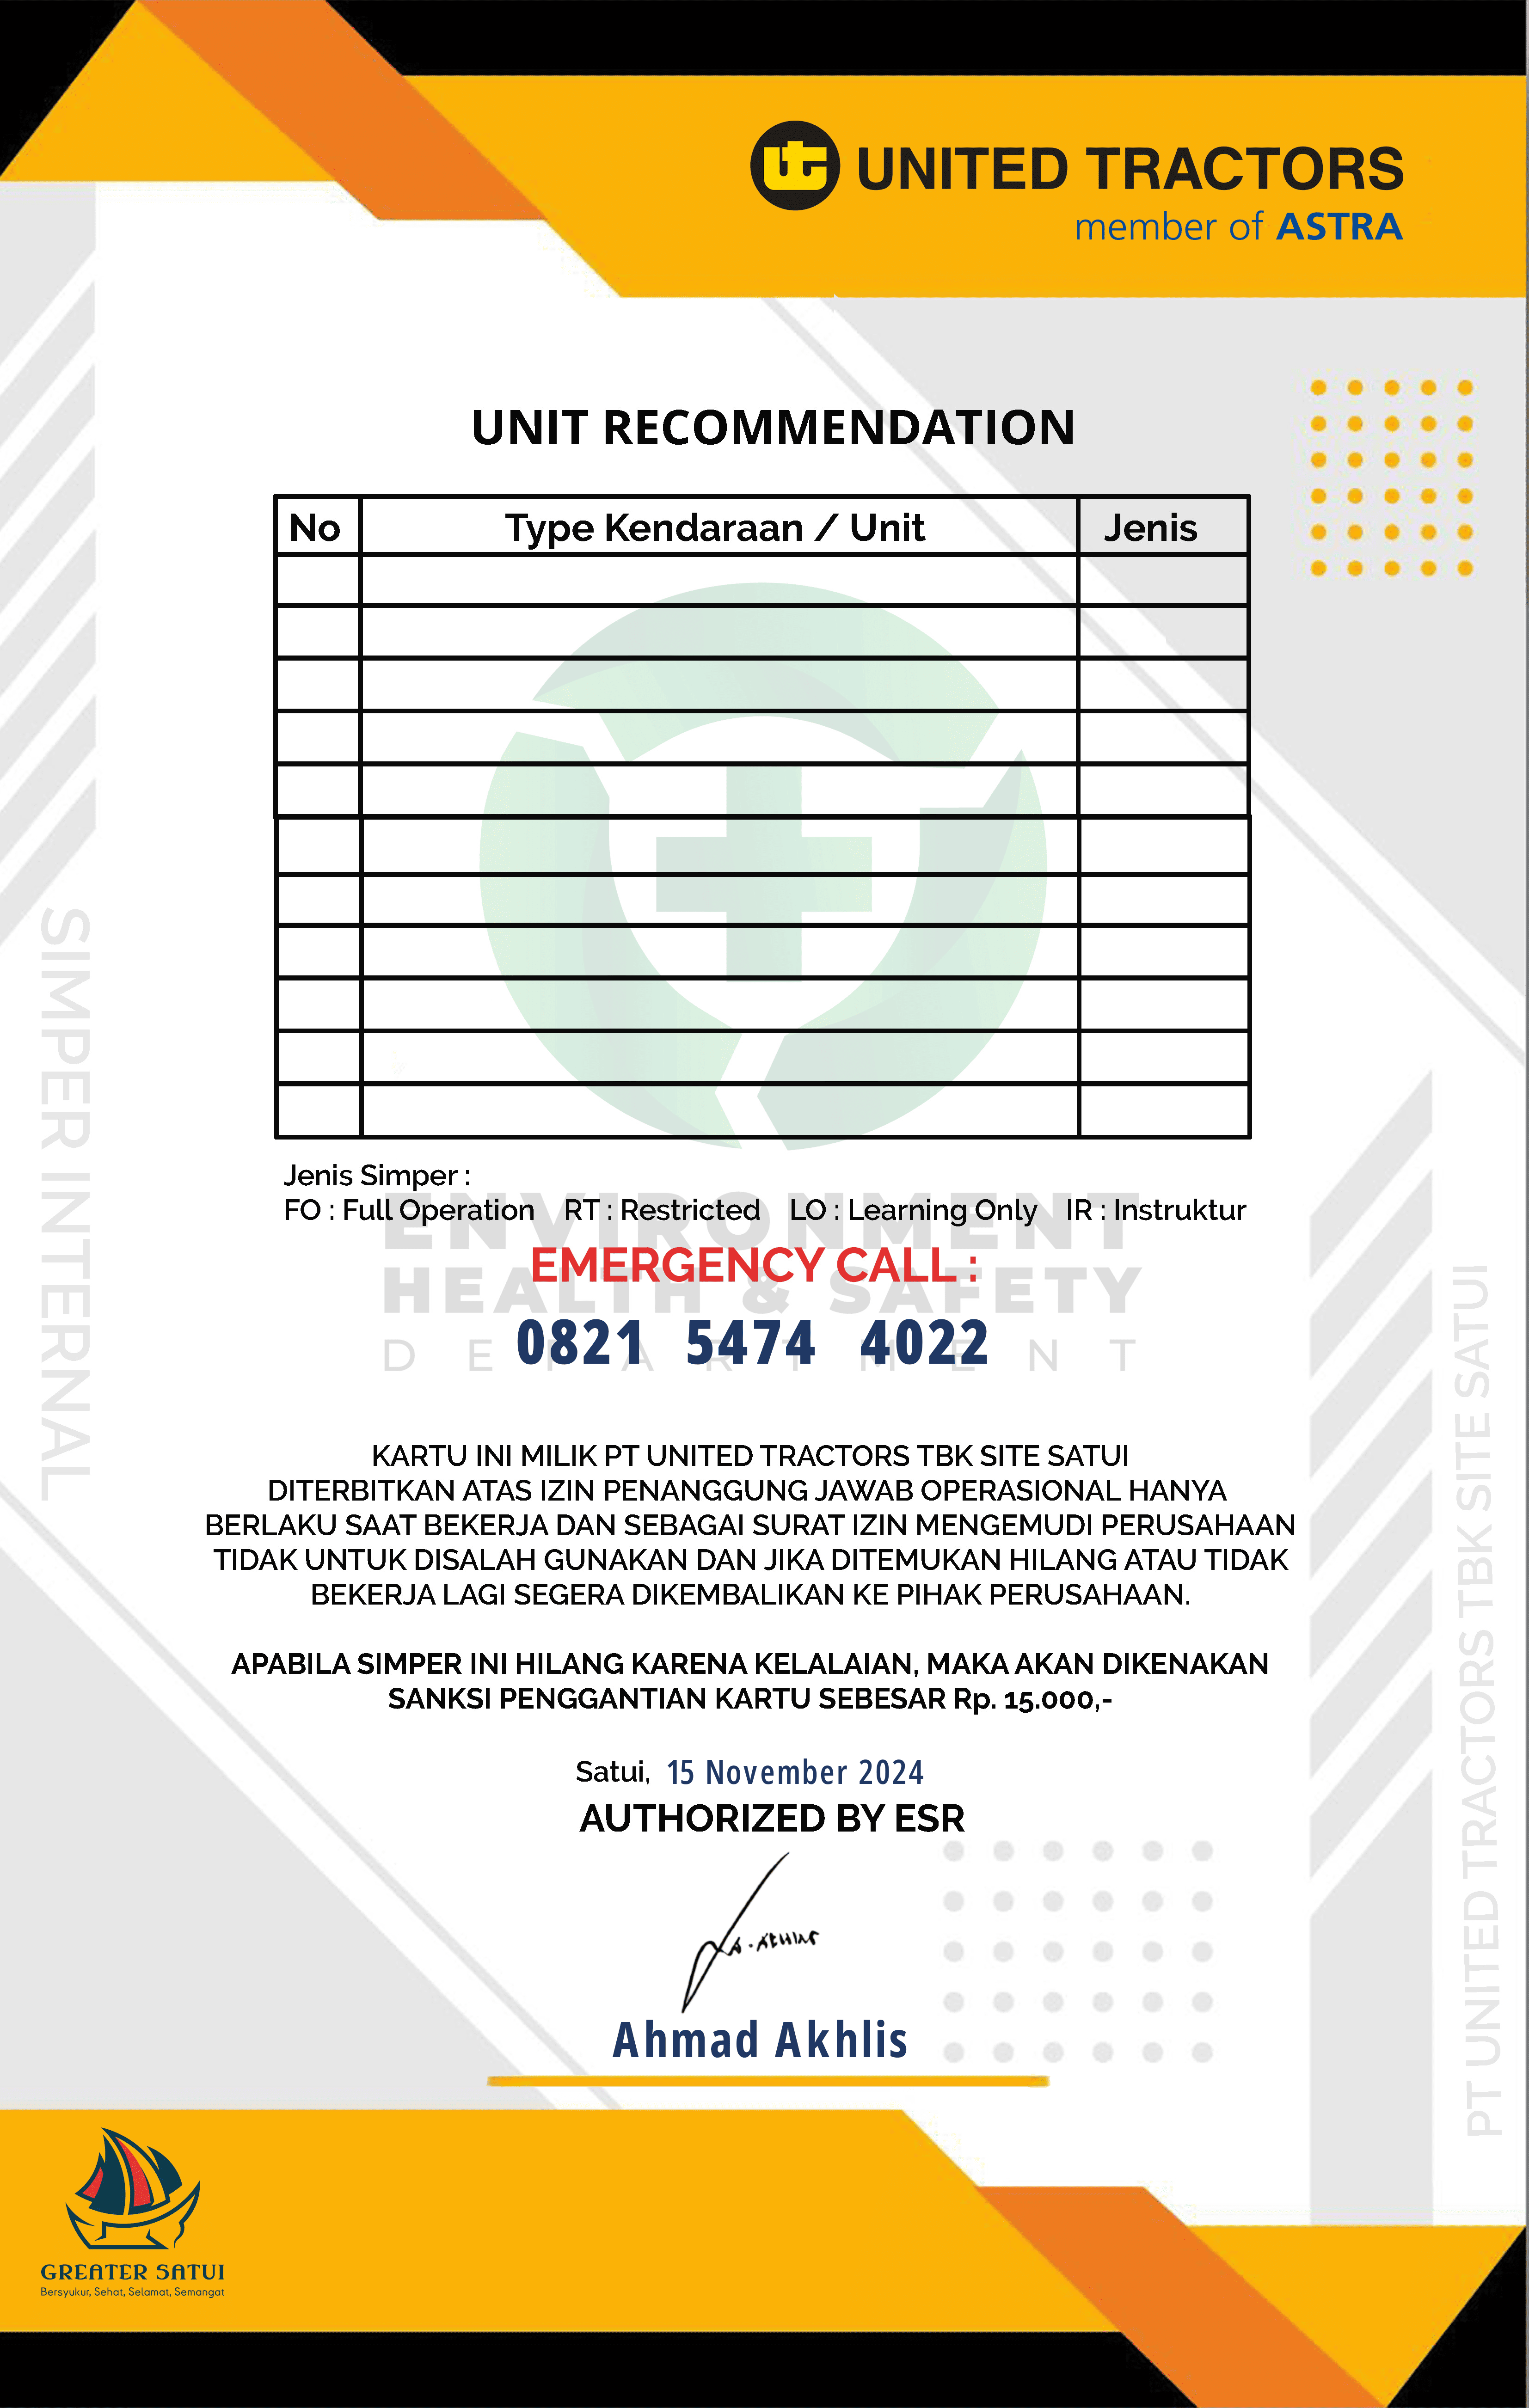 ut UNITED TRACTORS
member of ASTRA
UNIT RECOMMENDATION
No Type Kendaraan / Unit Jenis
Jenis Simper :
FO : Full Operation RT : Restricted LO : Learning Only IR : Instruktur
ENVIRONMENT
EMERGENCY CALL :
HEALTH & SAFETY
0821 5474 4022
DEPARTMENT
KARTU INI MILIK PT UNITED TRACTORS TBK SITE SATUI
DITERBITKAN ATAS IZIN PENANGGUNG JAWAB OPERASIONAL HANYA
BERLAKU SAAT BEKERJA DAN SEBAGAI SURAT IZIN MENGEMUDI PERUSAHAAN
TIDAK UNTUK DISALAH GUNAKAN DAN JIKA DITEMUKAN HILANG ATAU TIDAK
BEKERJA LAGI SEGERA DIKEMBALIKAN KE PIHAK PERUSAHAAN.
APABILA SIMPER INI HILANG KARENA KELALAIAN, MAKA AKAN DIKENAKAN
SANKSI PENGGANTIAN KARTU SEBESAR Rp. 15.000,-
Satui, 15 November 2024
AUTHORIZED BY ESR
A. AKHLIS
Ahmad Akhlis
SIMPER INTERNAL
PT UNITED TRACTORS TBK SITE SATUI
GREATER SATUI
Bersyukur, Sehat, Selamat, Semangat